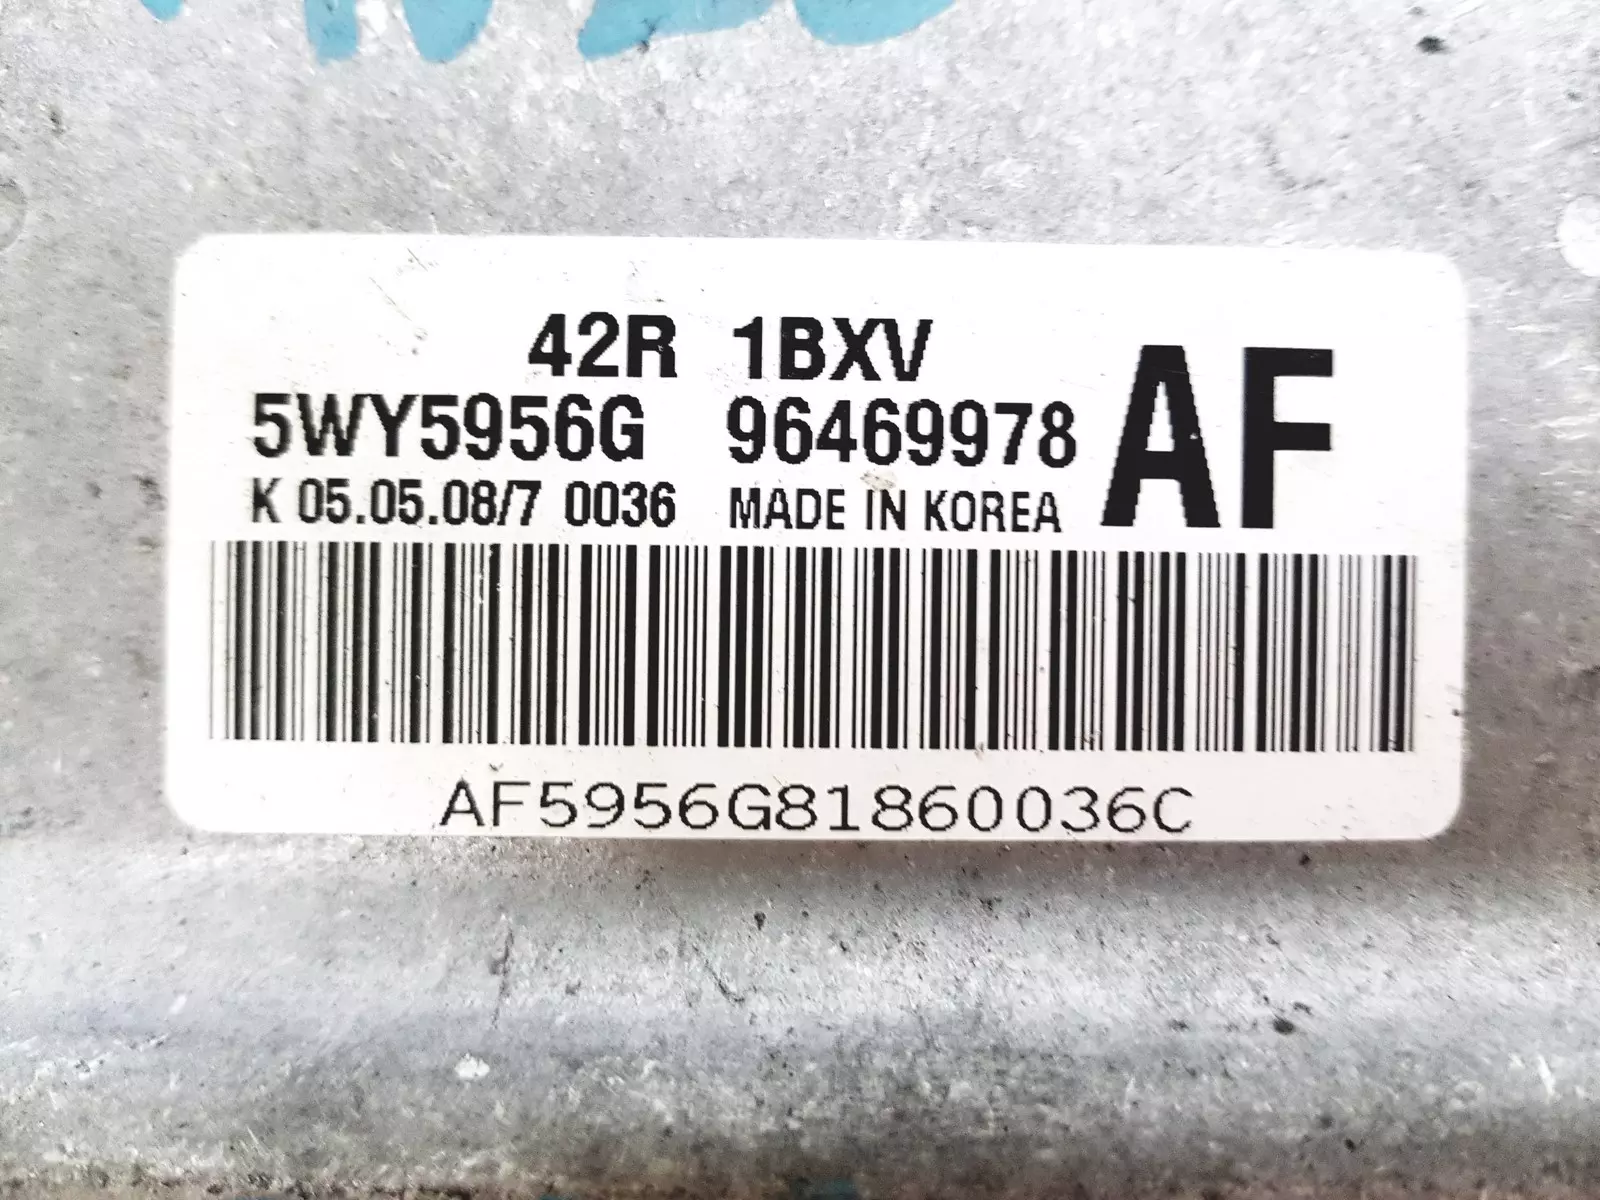 42R 1BXV
5WY5956G 96469978 AF
K 05.05.08/7 0036 MADE IN KOREA
AF5956G81860036C